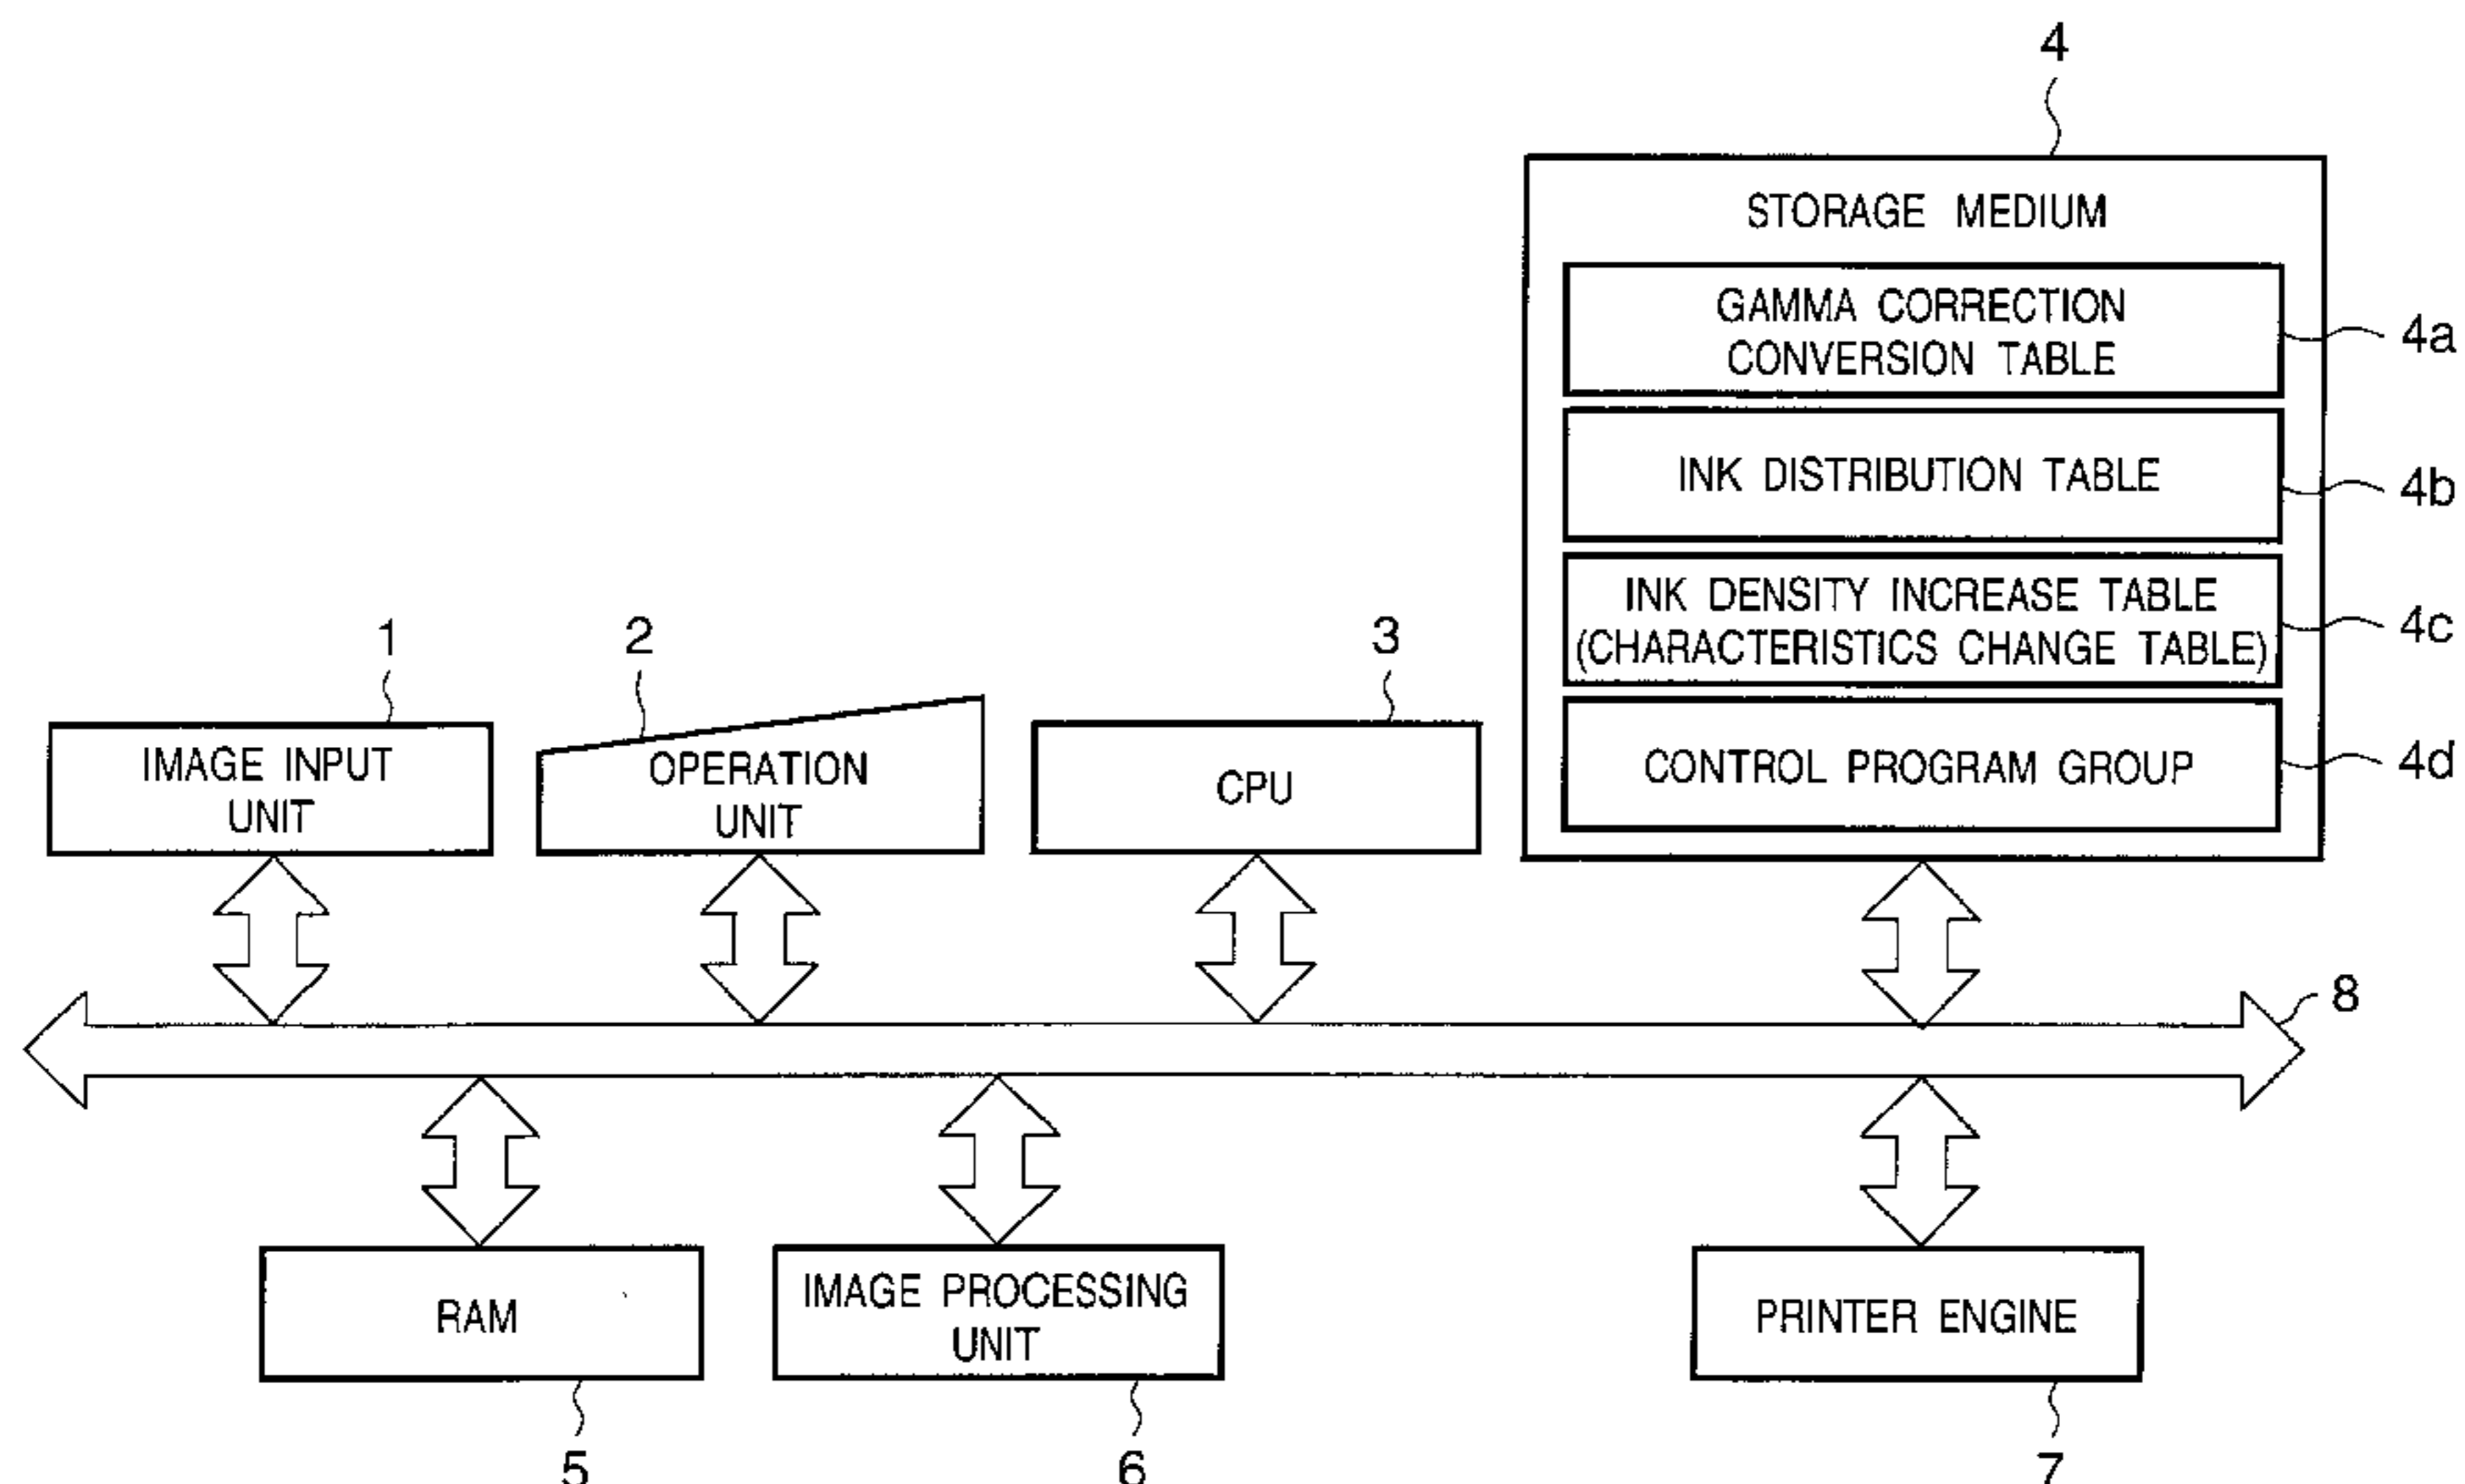 4
STORAGE MEDIUM
GAMMA CORRECTION
CONVERSION TABLE
4a
INK DISTRIBUTION TABLE
4b
INK DENSITY INCREASE TABLE
(CHARACTERISTICS CHANGE TABLE)
4c
CONTROL PROGRAM GROUP
4d
1
IMAGE INPUT
UNIT
2
OPERATION
UNIT
3
CPU
8
RAM
5
IMAGE PROCESSING
UNIT
6
PRINTER ENGINE
7